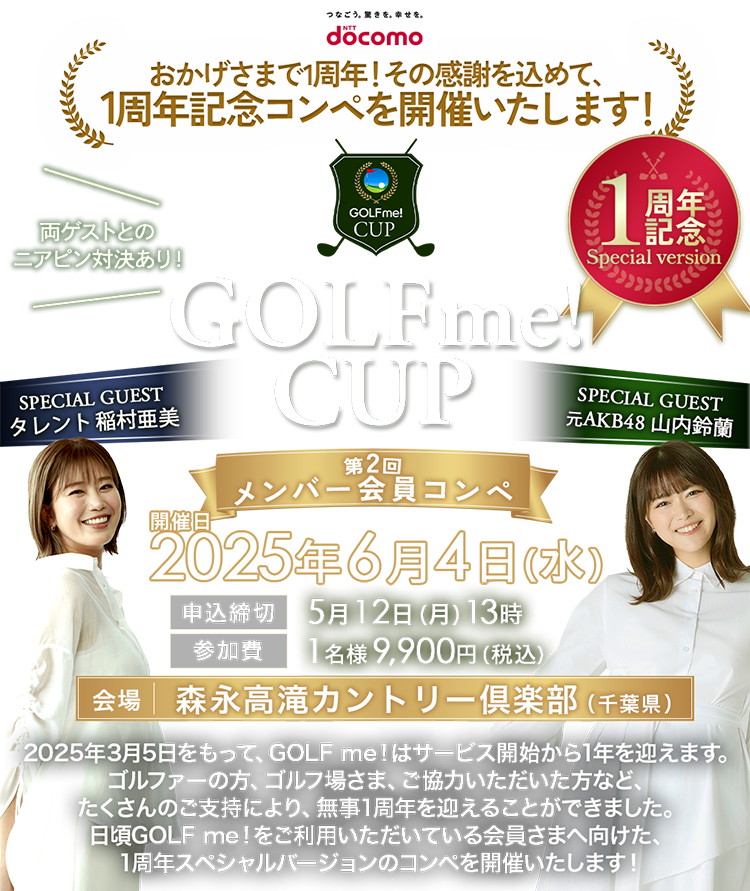 つなごう。驚きを。幸せを。
NTT
döcomo
おかげさまで1周年！その感謝を込めて、
1周年記念コンペを開催いたします！
GOLFme!
CUP
1周年記念
Special version
両ゲストとの
ニアピン対決あり！
GOLFme!
CUP
SPECIAL GUEST
タレント 稲村亜美
SPECIAL GUEST
元AKB48 山内鈴蘭
第2回
メンバー会員コンペ
開催日
2025年6月4日(水)
申込締切 5月12日(月)13時
参加費 1名様9,900円(税込)
会場 森永高滝カントリー倶楽部(千葉県)
2025年3月5日をもって、GOLF me！はサービス開始から1年を迎えます。
ゴルファーの方、ゴルフ場さま、ご協力いただいた方など、
たくさんのご支持により、無事1周年を迎えることができました。
日頃GOLF me！をご利用いただいている会員さまへ向けた、
1周年スペシャルバージョンのコンペを開催いたします！